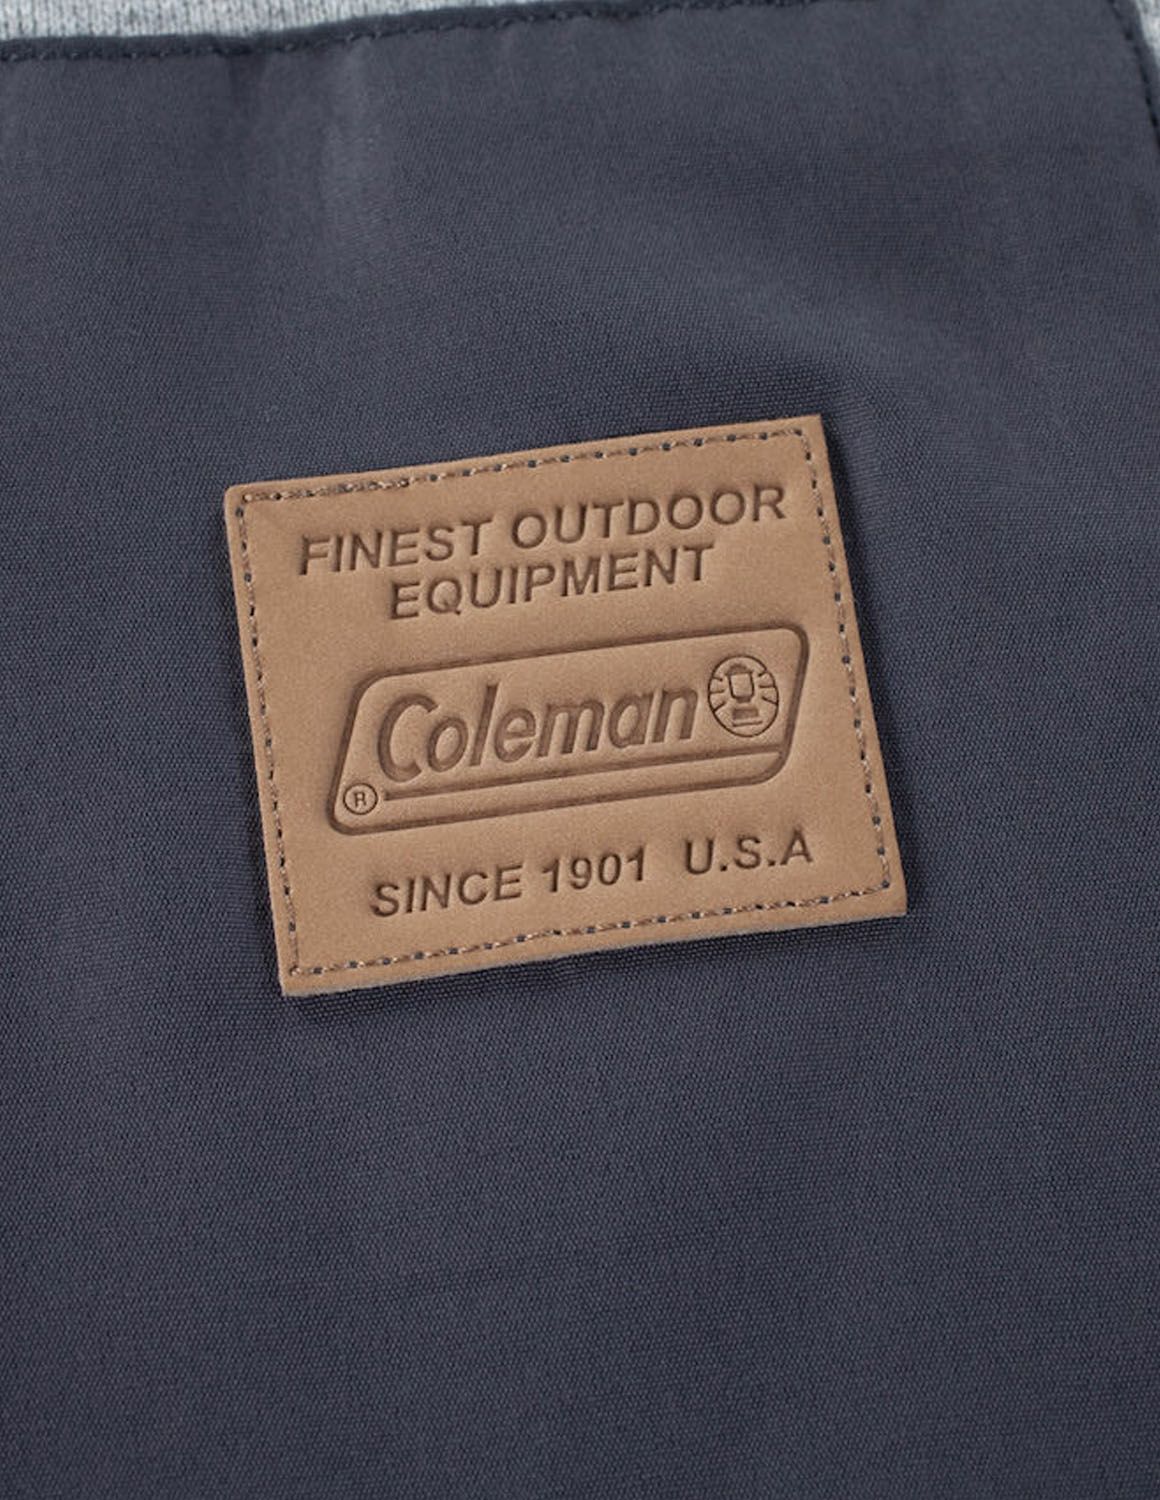 FINEST OUTDOOR
EQUIPMENT
Coleman
®
SINCE 1901 U.S.A